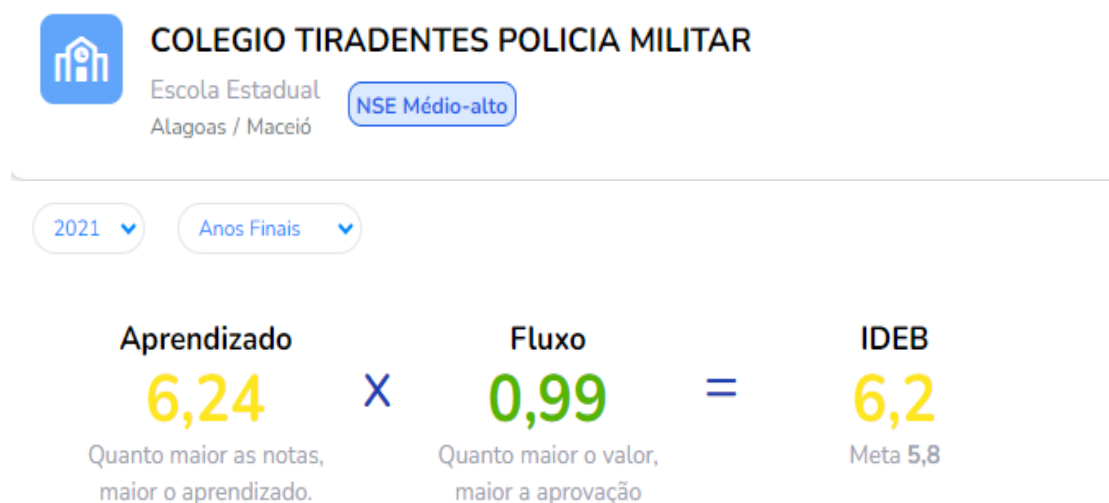 COLEGIO TIRADENTES POLICIA MILITAR
Escola Estadual
NSE Médio-alto
Alagoas / Maceió
2021
Anos Finais
Aprendizado
Fluxo
IDEB
6,24 X 0,99 = 6,2
Quanto maior as notas,
maior o aprendizado.
Quanto maior o valor,
maior a aprovação
Meta 5,8